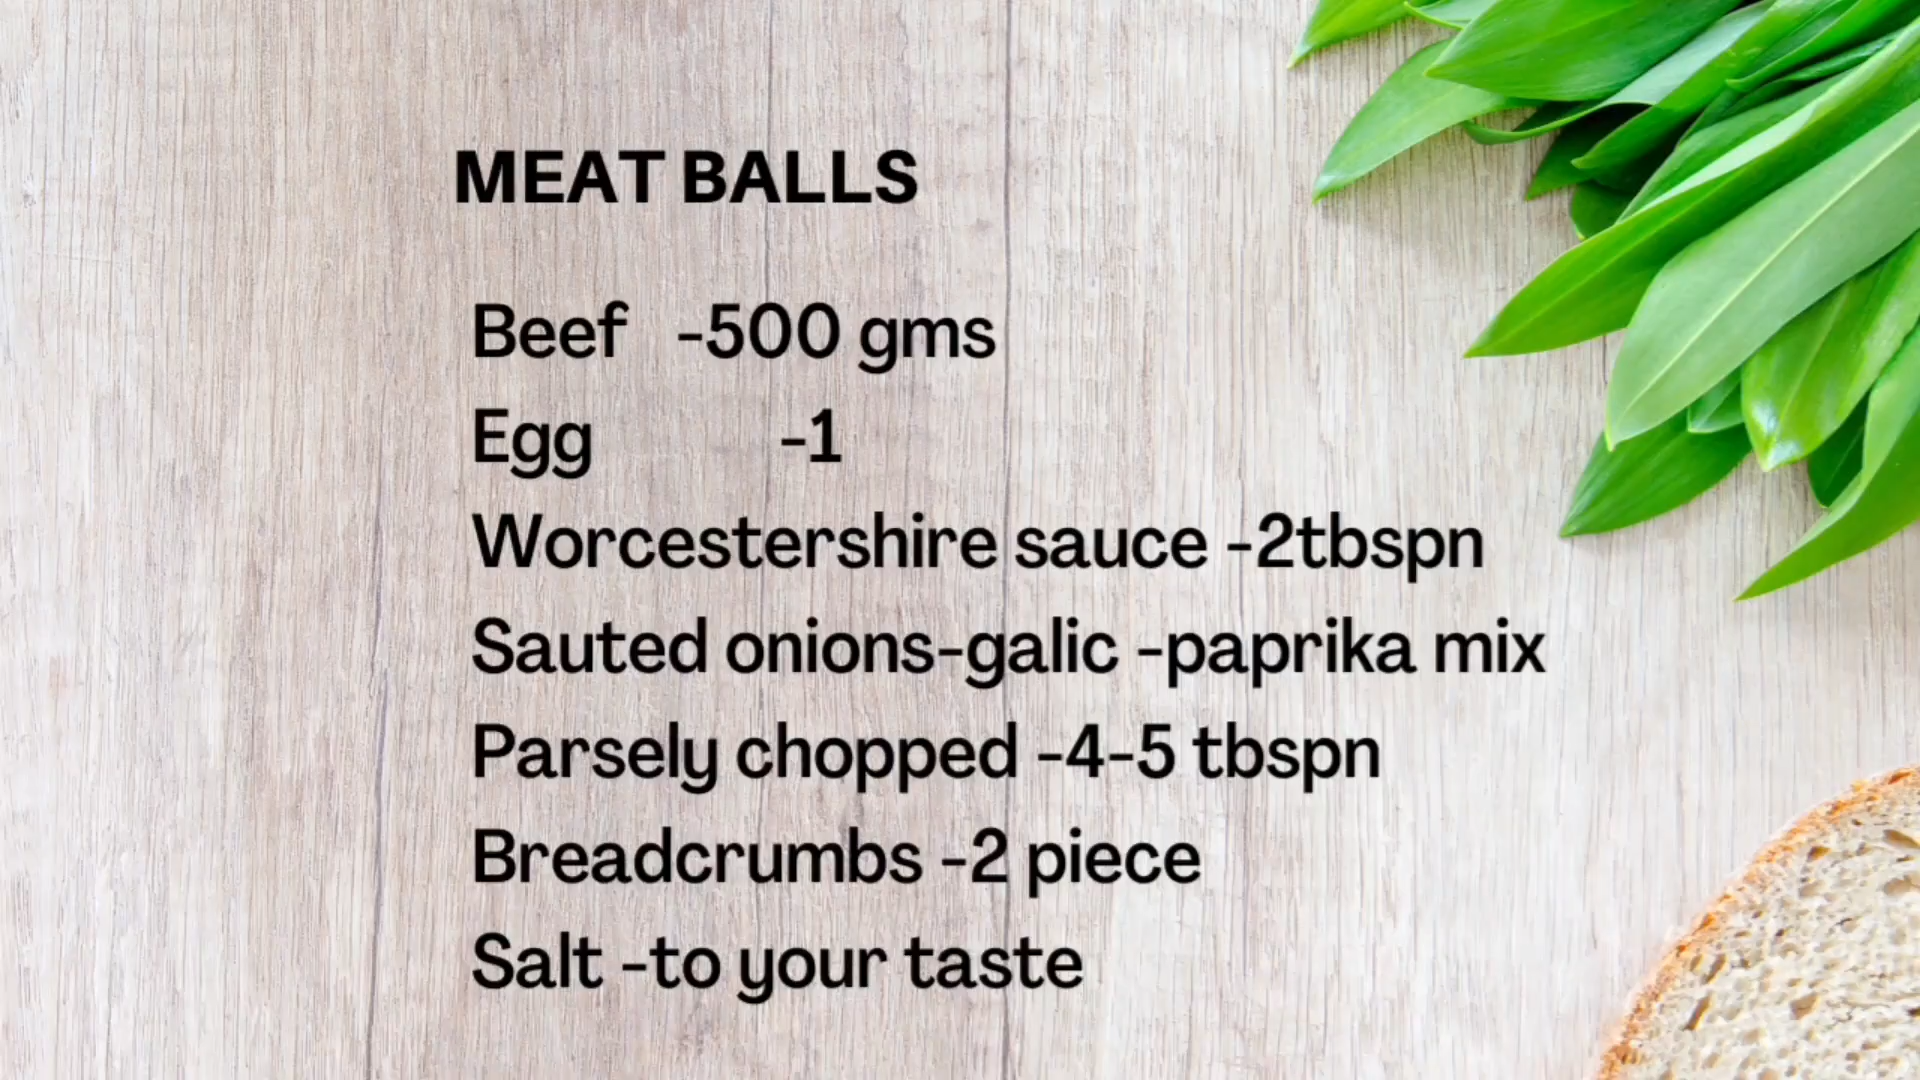 MEAT BALLS
Beef -500 gms
Egg -1
Worcestershire sauce -2tbspn
Sauted onions-galic -paprika mix
Parsely chopped -4-5 tbspn
Breadcrumbs -2 piece
Salt -to your taste